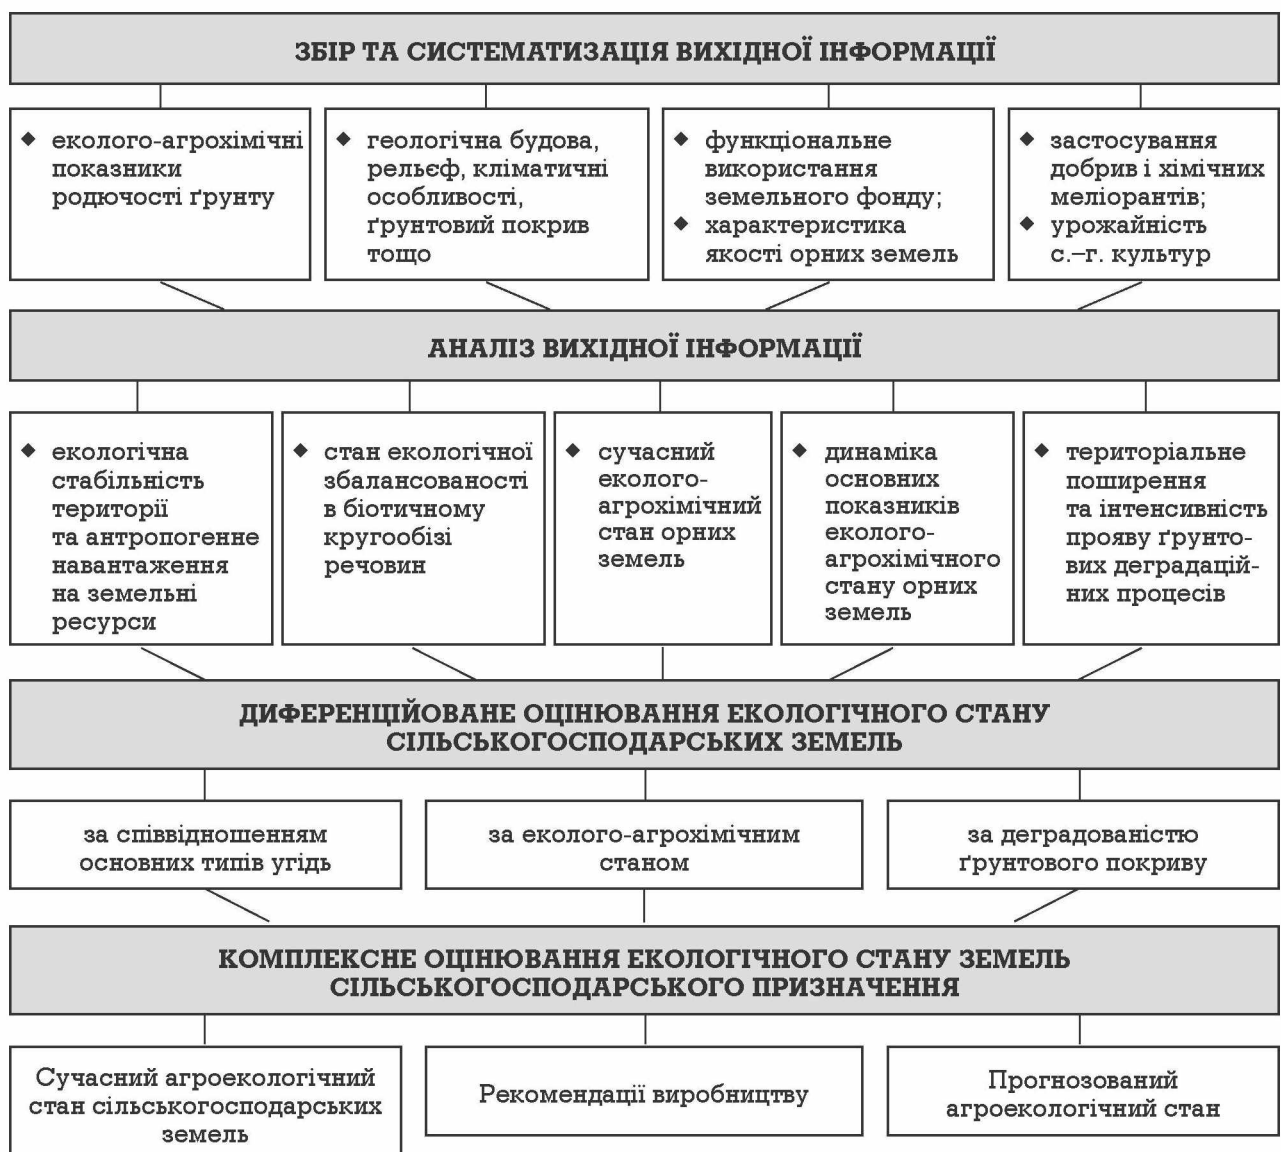 ЗБІР ТА СИСТЕМАТИЗАЦІЯ ВИХІДНОЇ ІНФОРМАЦІЇ
◆ еколого-агрохімічні
показники
родючості ґрунту
◆ геологічна будова,
рельєф, кліматичні
особливості,
ґрунтовий покрив
тощо
◆ функціональне
використання
земельного фонду;
◆ характеристика
якості орних земель
◆ застосування
добрив і хімічних
меліорантів;
◆ урожайність
с.–г. культур
АНАЛІЗ ВИХІДНОЇ ІНФОРМАЦІЇ
◆ екологічна
стабільність
території
та антропогенне
навантаження
на земельні
ресурси
◆ стан екологічної
збалансованості
в біотичному
кругообізі
речовин
◆ сучасний
еколого-
агрохімічний
стан орних
земель
◆ динаміка
основних
показників
еколого-
агрохімічного
стану орних
земель
◆ територіальне
поширення
та інтенсивність
прояву ґрунто-
вих деградацій-
них процесів
ДИФЕРЕНЦІЙОВАНЕ ОЦІНЮВАННЯ ЕКОЛОГІЧНОГО СТАНУ
СІЛЬСЬКОГОСПОДАРСЬКИХ ЗЕМЕЛЬ
за співвідношенням
основних типів угідь
за еколого-агрохімічним
станом
за деградованістю
ґрунтового покриву
КОМПЛЕКСНЕ ОЦІНЮВАННЯ ЕКОЛОГІЧНОГО СТАНУ ЗЕМЕЛЬ
СІЛЬСЬКОГОСПОДАРСЬКОГО ПРИЗНАЧЕННЯ
Сучасний агроекологічний
стан сільськогосподарських
земель
Рекомендації виробництву
Прогнозований
агроекологічний стан